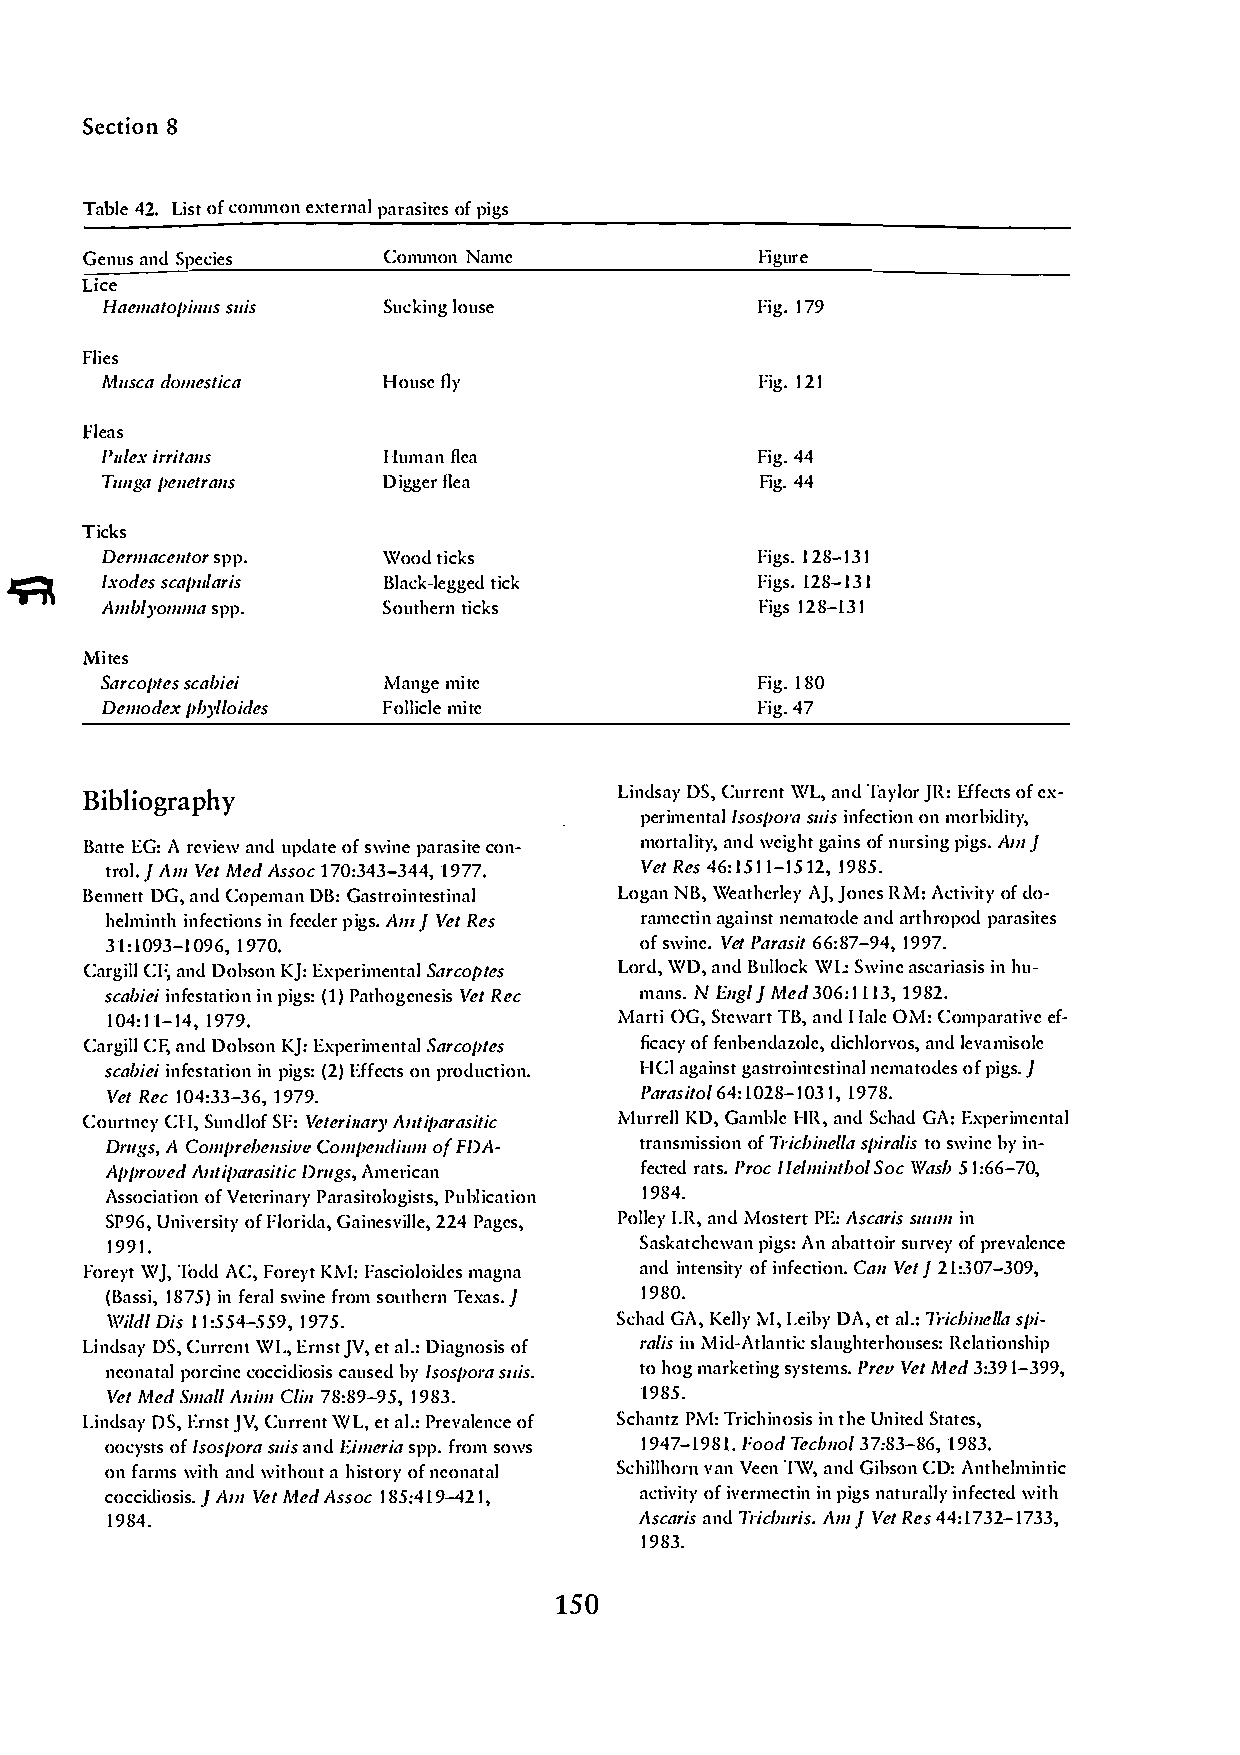 Section 8
Table 42. List of common external parasites of pigs
Genus and Species Common Name Figure
Lice
Haematopinus suis Sucking louse Fig. 179
Flies
Musca domestica House fly Fig. 121
Fleas
Pulex irritans Human flea Fig. 44
Tunga penetrans Digger flea Fig. 44
Ticks
Dermacentor spp. Wood ticks Figs. 128–131
Ixodes scapularis Black-legged tick Figs. 128–131
Amblyomma spp. Southern ticks Figs 128–131
Mites
Sarcoptes scabiei Mange mite Fig. 180
Demodex phylloides Follicle mite Fig. 47
Bibliography
Batte EG: A review and update of swine parasite con-
trol. J Am Vet Med Assoc 170:343–344, 1977.
Bennett DG, and Copeman DB: Gastrointestinal
helminth infections in feeder pigs. Am J Vet Res
31:1093–1096, 1970.
Cargill CF, and Dobson KJ: Experimental Sarcoptes
scabiei infestation in pigs: (1) Pathogenesis Vet Rec
104:11–14, 1979.
Cargill CF, and Dobson KJ: Experimental Sarcoptes
scabiei infestation in pigs: (2) Effects on production.
Vet Rec 104:33–36, 1979.
Courtney CH, Sundlof SF: Veterinary Antiparasitic
Drugs, A Comprehensive Compendium of FDA-
Approved Antiparasitic Drugs, American
Association of Veterinary Parasitologists, Publication
SP96, University of Florida, Gainesville, 224 Pages,
1991.
Foreyt WJ, Todd AC, Foreyt KM: Fascioloides magna
(Bassi, 1875) in feral swine from southern Texas. J
Wildl Dis 11:554–559, 1975.
Lindsay DS, Current WL, Ernst JV, et al.: Diagnosis of
neonatal porcine coccidiosis caused by Isospora suis.
Vet Med Small Anim Clin 78:89–95, 1983.
Lindsay DS, Ernst JV, Current WL, et al.: Prevalence of
oocysts of Isospora suis and Eimeria spp. from sows
on farms with and without a history of neonatal
coccidiosis. J Am Vet Med Assoc 185:419–421,
1984.
Lindsay DS, Current WL, and Taylor JR: Effects of ex-
perimental Isospora suis infection on morbidity,
mortality, and weight gains of nursing pigs. Am J
Vet Res 46:1511–1512, 1985.
Logan NB, Weatherley AJ, Jones RM: Activity of do-
ramectin against nematode and arthropod parasites
of swine. Vet Parasit 66:87–94, 1997.
Lord, WD, and Bullock WL: Swine ascariasis in hu-
mans. N Engl J Med 306:1113, 1982.
Marti OG, Stewart TB, and Hale OM: Comparative ef-
ficacy of fenbendazole, dichlorvos, and levamisole
HCl against gastrointestinal nematodes of pigs. J
Parasitol 64:1028–1031, 1978.
Murrell KD, Gamble HR, and Schad GA: Experimental
transmission of Trichinella spiralis to swine by in-
fected rats. Proc Helminthol Soc Wash 51:66–70,
1984.
Polley LR, and Mostert PE: Ascaris suum in
Saskatchewan pigs: An abattoir survey of prevalence
and intensity of infection. Can Vet J 21:307–309,
1980.
Schad GA, Kelly M, Leiby DA, et al.: Trichinella spi-
ralis in Mid-Atlantic slaughterhouses: Relationship
to hog marketing systems. Prev Vet Med 3:391–399,
1985.
Schantz PM: Trichinosis in the United States,
1947–1981. Food Technol 37:83–86, 1983.
Schillhorn van Veen TW, and Gibson CD: Anthelmintic
activity of ivermectin in pigs naturally infected with
Ascaris and Trichuris. Am J Vet Res 44:1732–1733,
1983.
150